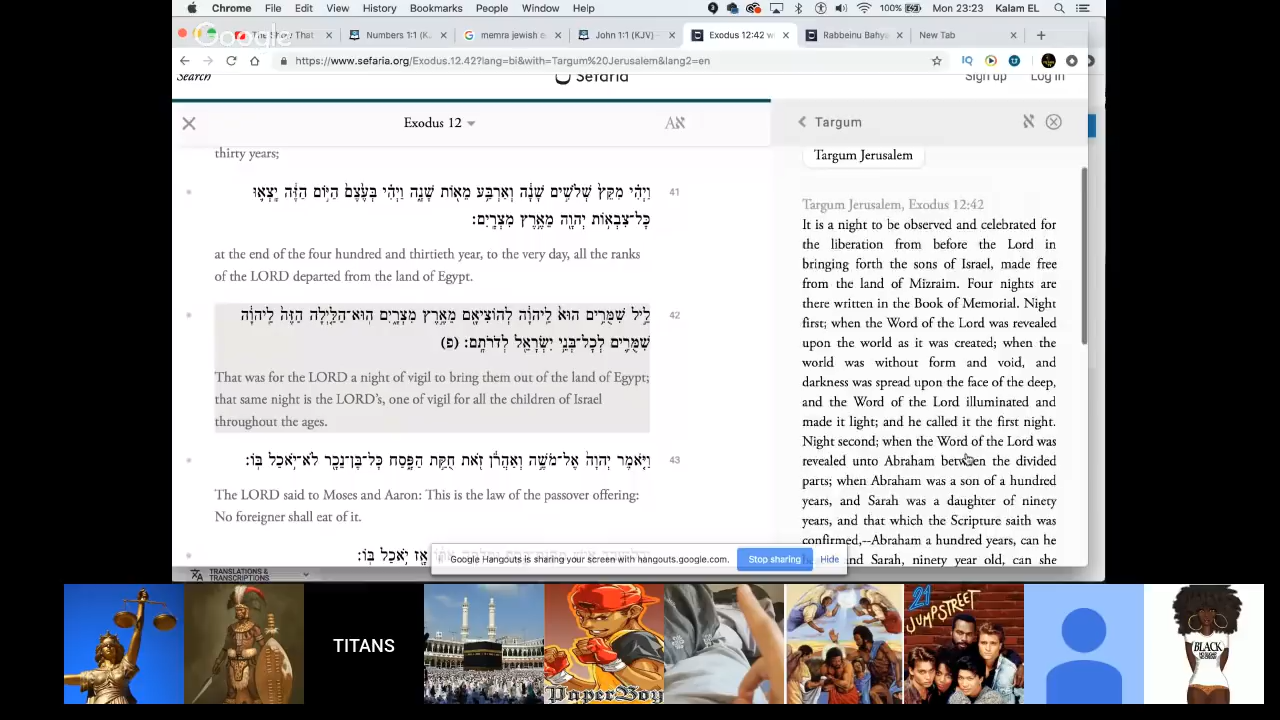 Chrome File Edit View History Bookmarks People Window Help 100% Mon 23:23 Kalam EL
Google
Numbers 1:1 (KJV) memra jewish e John 1:1 (KJV) Exodus 12:42 w Rabbeinu Bahya New Tab
https://www.sefaria.org/Exodus.12.42?lang=bi&with=Targum%20Jerusalem&lang2=en IQ
Search Sefaria Sign up Log in
Exodus 12
thirty years;
וַיְהִ֗י מִקֵּץ֙ שְׁלֹשִׁ֣ים שָׁנָ֔ה וְאַרְבַּ֥ע מֵא֖וֹת שָׁנָ֑ה וַיְהִ֗י בְּעֶ֙צֶם֙ הַיּ֣וֹם הַזֶּ֔ה יָ֥צְא֛וּ 41
כׇּל־צִבְא֥וֹת יְהוָ֖ה מֵאֶ֥רֶץ מִצְרָֽיִם׃
at the end of the four hundred and thirtieth year, to the very day, all the ranks
of the LORD departed from the land of Egypt.
לֵ֣יל שִׁמֻּרִ֥ים הוּא֙ לַֽיהוָ֔ה לְהוֹצִיאָ֖ם מֵאֶ֣רֶץ מִצְרָ֑יִם הֽוּא־הַלַּ֤יְלָה הַזֶּה֙ לַֽיהוָ֔ה 42
שִׁמֻּרִ֛ים לְכׇל־בְּנֵ֥י יִשְׂרָאֵ֖ל לְדֹרֹתָֽם׃ (פ)
That was for the LORD a night of vigil to bring them out of the land of Egypt;
that same night is the LORD's, one of vigil for all the children of Israel
throughout the ages.
וַיֹּ֤אמֶר יְהוָה֙ אֶל־מֹשֶׁ֣ה וְאַהֲרֹ֔ן זֹ֖את חֻקַּ֣ת הַפָּ֑סַח כׇּל־בֶּן־נֵכָ֖ר לֹא־יֹ֥אכַל בּֽוֹ׃ 43
The LORD said to Moses and Aaron: This is the law of the passover offering:
No foreigner shall eat of it.
אָ֖ז יֹ֥אכַל בּֽוֹ׃
TRANSLATIONS &
TRANSCRIPTIONS
Targum
Targum Jerusalem
Targum Jerusalem, Exodus 12:42
It is a night to be observed and celebrated for
the liberation from before the Lord in
bringing forth the sons of Israel, made free
from the land of Mizraim. Four nights are
there written in the Book of Memorial. Night
first; when the Word of the Lord was revealed
upon the world as it was created; when the
world was without form and void, and
darkness was spread upon the face of the deep,
and the Word of the Lord illuminated and
made it light; and he called it the first night.
Night second; when the Word of the Lord was
revealed unto Abraham between the divided
parts; when Abraham was a son of a hundred
years, and Sarah was a daughter of ninety
years, and that which the Scripture saith was
confirmed,--Abraham a hundred years, can he
and Sarah, ninety year old, can she
Google Hangouts is sharing your screen with hangouts.google.com. Stop sharing Hide
TITANS
PaperBoy
21
JUMPSTREET
BLACK